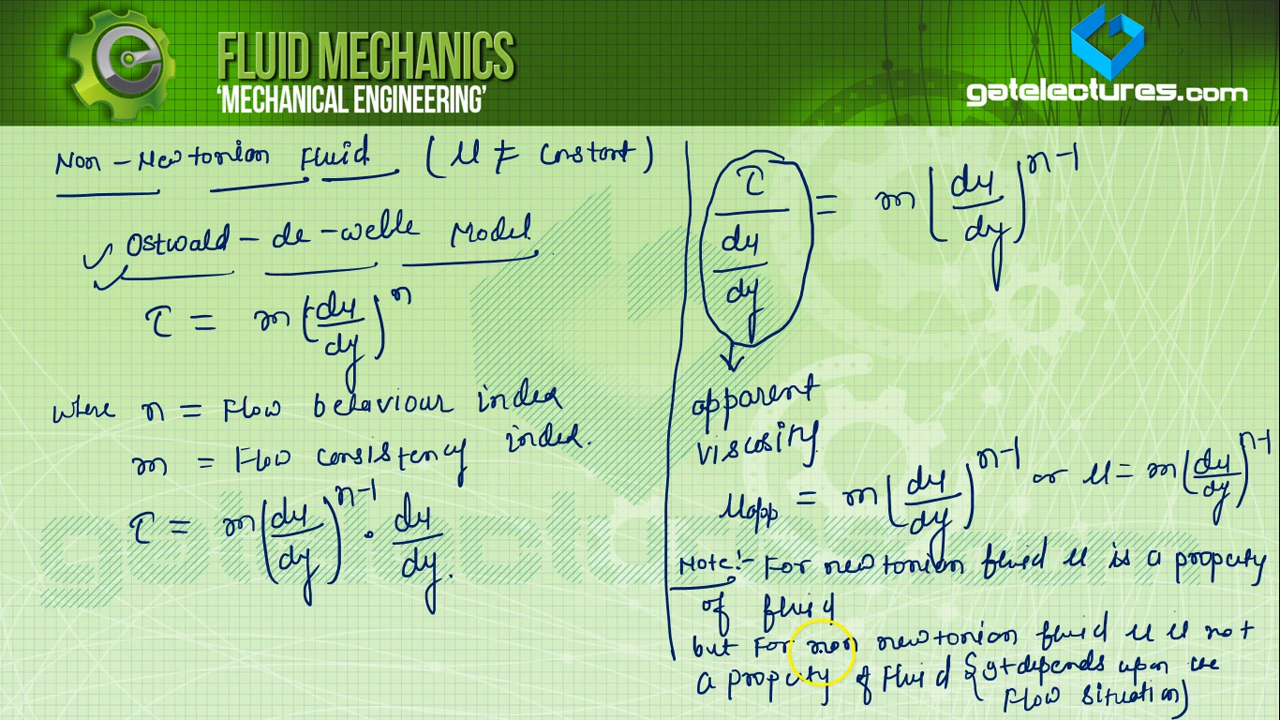 FLUID MECHANICS
'MECHANICAL ENGINEERING'
gatelectures.com
Non-Newtonian Fluid (μ ≠ constant)
Ostwald-de-welle Model
τ = m(du/dy)^n
where n = Flow behaviour index
m = Flow consistency index.
τ = m(du/dy)^n-1 . du/dy.
τ/(du/dy) = m(du/dy)^n-1
apparent
viscosity
μapp = m(du/dy)^n-1 or μ = m(du/dy)^n-1
Note:- For newtonian fluid μ is a property
of fluid
but For non newtonian fluid μ is not
a property of Fluid {It depends upon the
Flow situation}